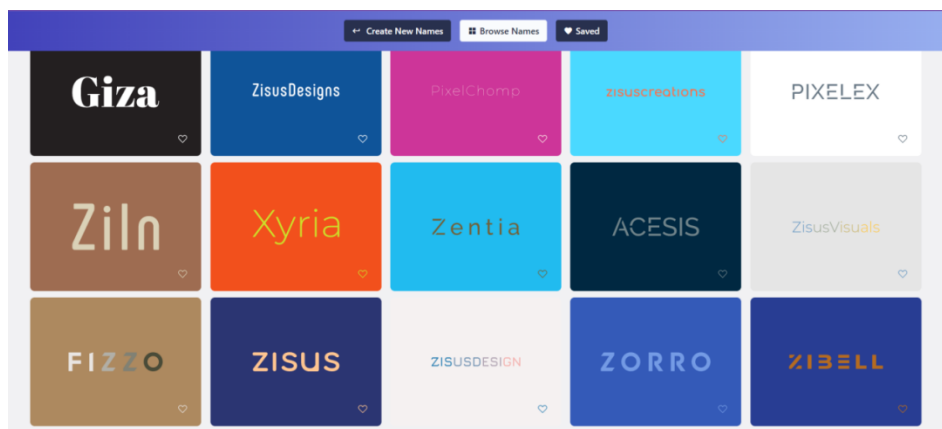 Create New Names
Browse Names
Saved
Giza
ZisusDesigns
PixelChomp
zisuscreations
PIXELEX
Ziln
Xyria
Zentia
ACESIS
ZisusVisuals
FIZZO
ZISUS
ZISUSDESIGN
ZORRO
ZIBELL